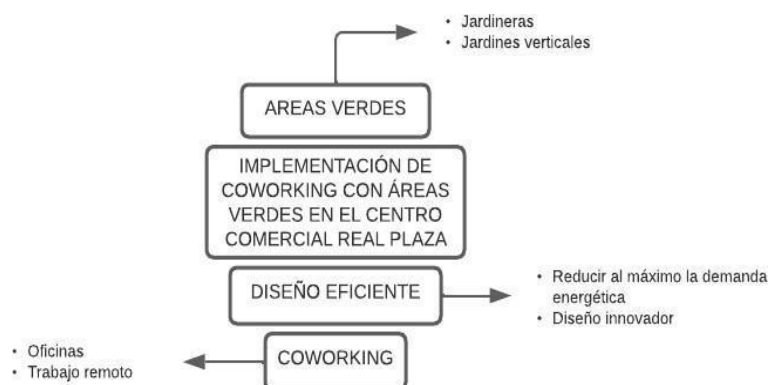 • Jardineras
• Jardines verticales
AREAS VERDES
IMPLEMENTACIÓN DE
COWORKING CON ÁREAS
VERDES EN EL CENTRO
COMERCIAL REAL PLAZA
DISEÑO EFICIENTE
• Reducir al máximo la demanda
energética
• Diseño innovador
COWORKING
• Oficinas
• Trabajo remoto